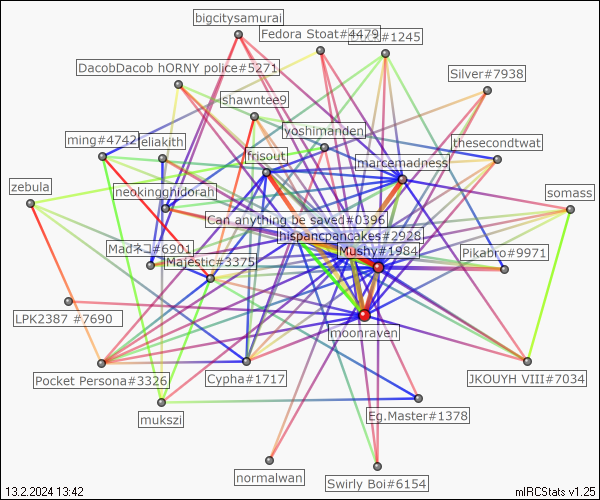 bigcitysamurai
Fedora Stoat#4479
#1245
DacobDacob hORNY police#5271
Silver#7938
shawntee9
yoshimanden
ming#4742
eliakith
frisout
marcemadness
thesecondtwat
zebula
neokingghidorah
somass
Can anything be saved#0396
hispancpancakes#2928
Madネコ#6901
Mushy#1984
Pikabro#9971
Majestic#3375
LPK2387 #7690
moonraven
Pocket Persona#3326
Cypha#1717
JKOUYH VIII#7034
mukszi
Eg.Master#1378
normalwan
Swirly Boi#6154
13.2.2024 13:42
mIRCStats v1.25